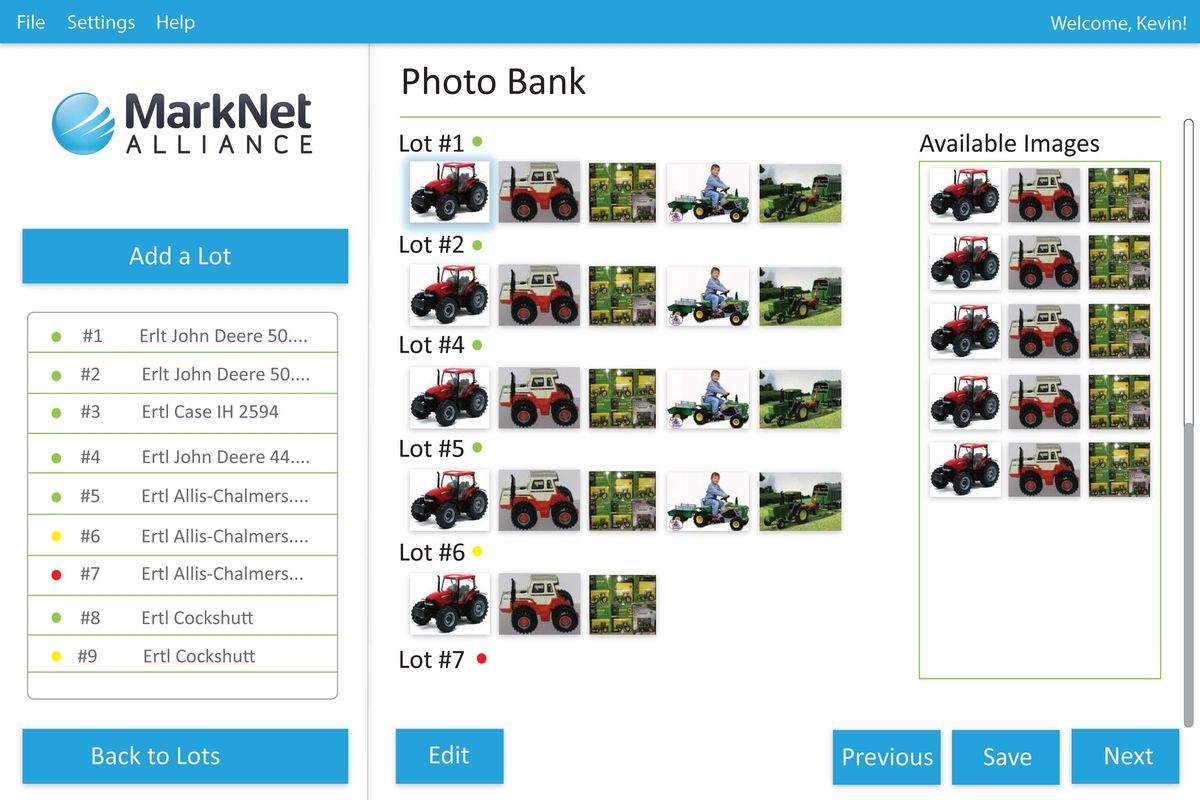 File Settings Help Welcome, Kevin!
MarkNet
ALLIANCE
Add a Lot
#1 Erlt John Deere 50....
#2 Erlt John Deere 50....
#3 Ertl Case IH 2594
#4 Ertl John Deere 44....
#5 Ertl Allis-Chalmers....
#6 Ertl Allis-Chalmers....
#7 Ertl Allis-Chalmers...
#8 Ertl Cockshutt
#9 Ertl Cockshutt
Back to Lots
Photo Bank
Lot #1
Lot #2
Lot #4
Lot #5
Lot #6
Lot #7
Available Images
Edit
Previous
Save
Next